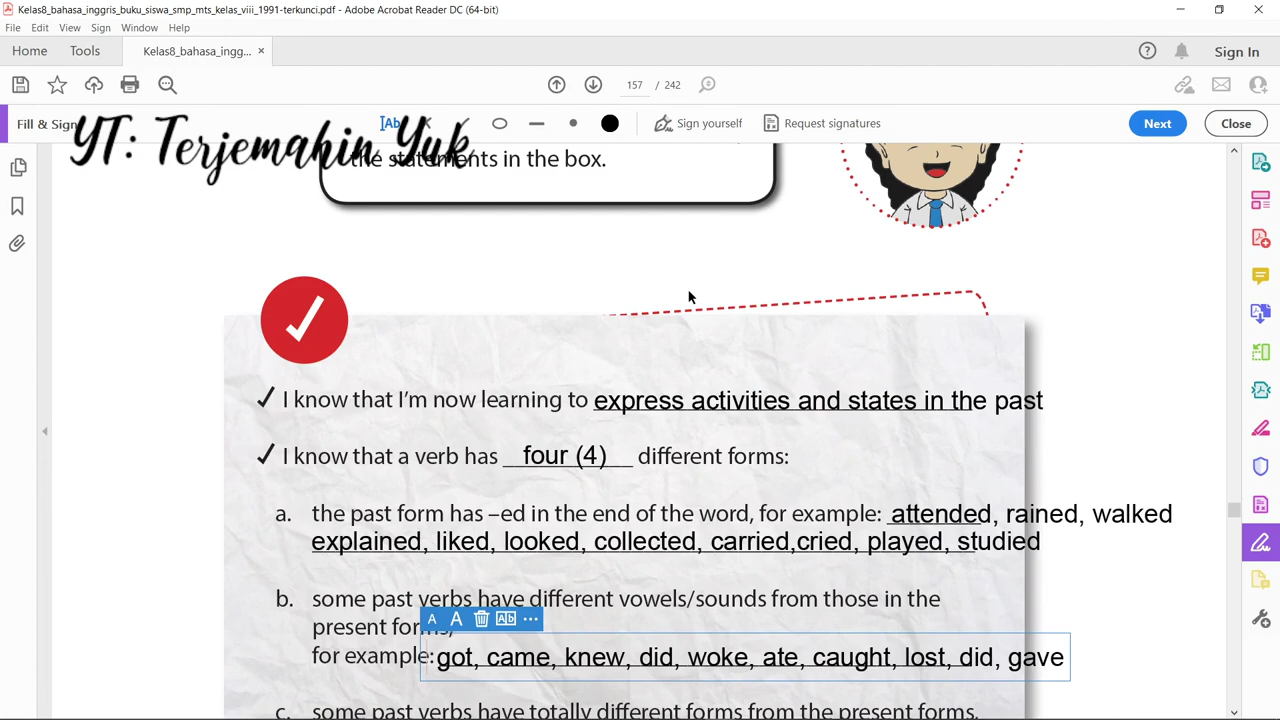 Kelas8_bahasa_inggris_buku_siswa_smp_mts_kelas_viii_1991-terkunci.pdf - Adobe Acrobat Reader DC (64-bit)
File Edit View Sign Window Help
Home Tools Kelas8_bahasa_ingg... × Sign In
157 / 242
Fill & Sign Ab Sign yourself Request signatures Next Close
YT: Terjemahin Yuk
the statements in the box.
✓ I know that I'm now learning to express activities and states in the past
✓ I know that a verb has four (4) different forms:
a. the past form has –ed in the end of the word, for example: attended, rained, walked
explained, liked, looked, collected, carried,cried, played, studied
b. some past verbs have different vowels/sounds from those in the
A A Ab ...
present forms,
for example: got, came, knew, did, woke, ate, caught, lost, did, gave
c. some past verbs have totally different forms from the present forms,